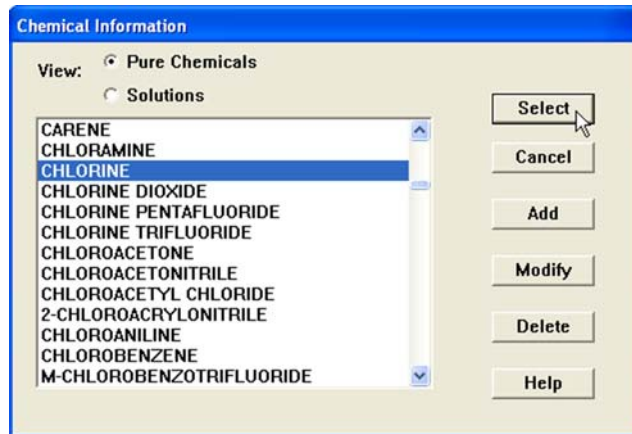 Chemical Information
View:
Pure Chemicals
Solutions
CARENE
CHLORAMINE
CHLORINE
CHLORINE DIOXIDE
CHLORINE PENTAFLUORIDE
CHLORINE TRIFLUORIDE
CHLOROACETONE
CHLOROACETONITRILE
CHLOROACETYL CHLORIDE
2-CHLOROACRYLONITRILE
CHLOROANILINE
CHLOROBENZENE
M-CHLOROBENZOTRIFLUORIDE
Select
Cancel
Add
Modify
Delete
Help